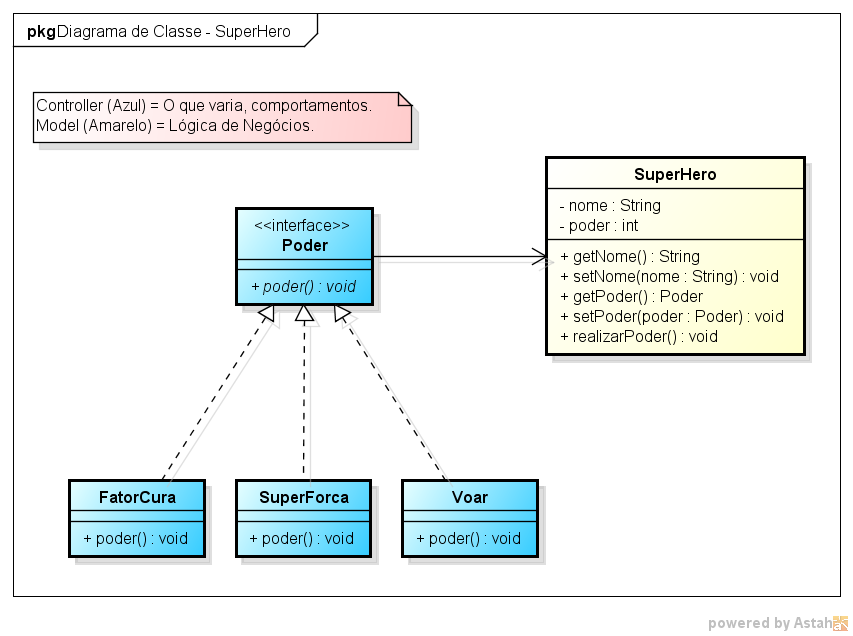 pkg Diagrama de Classe - SuperHero
Controller (Azul) = O que varia, comportamentos.
Model (Amarelo) = Lógica de Negócios.
SuperHero
- nome : String
- poder : int
+ getNome() : String
+ setNome(nome : String) : void
+ getPoder() : Poder
+ setPoder(poder : Poder) : void
+ realizarPoder() : void
<<interface>>
Poder
+ poder() : void
FatorCura
+ poder() : void
SuperForca
+ poder() : void
Voar
+ poder() : void
powered by Astah